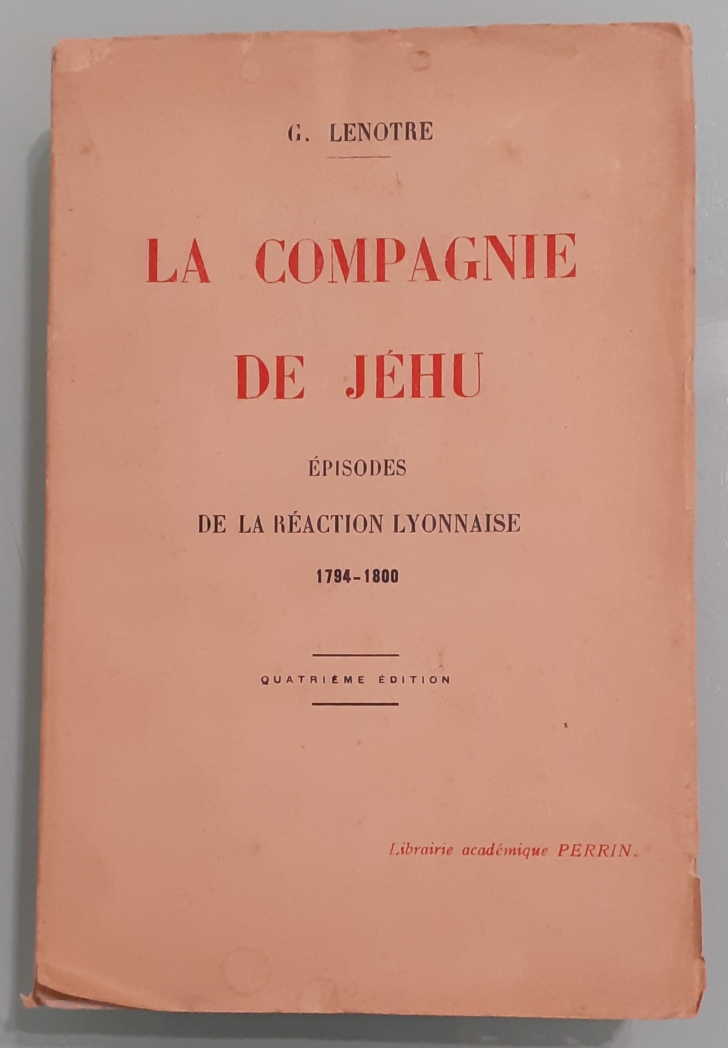 G. LENOTRE
LA COMPAGNIE
DE JÉHU
ÉPISODES
DE LA RÉACTION LYONNAISE
1794-1800
QUATRIÈME ÉDITION
Librairie académique PERRIN.